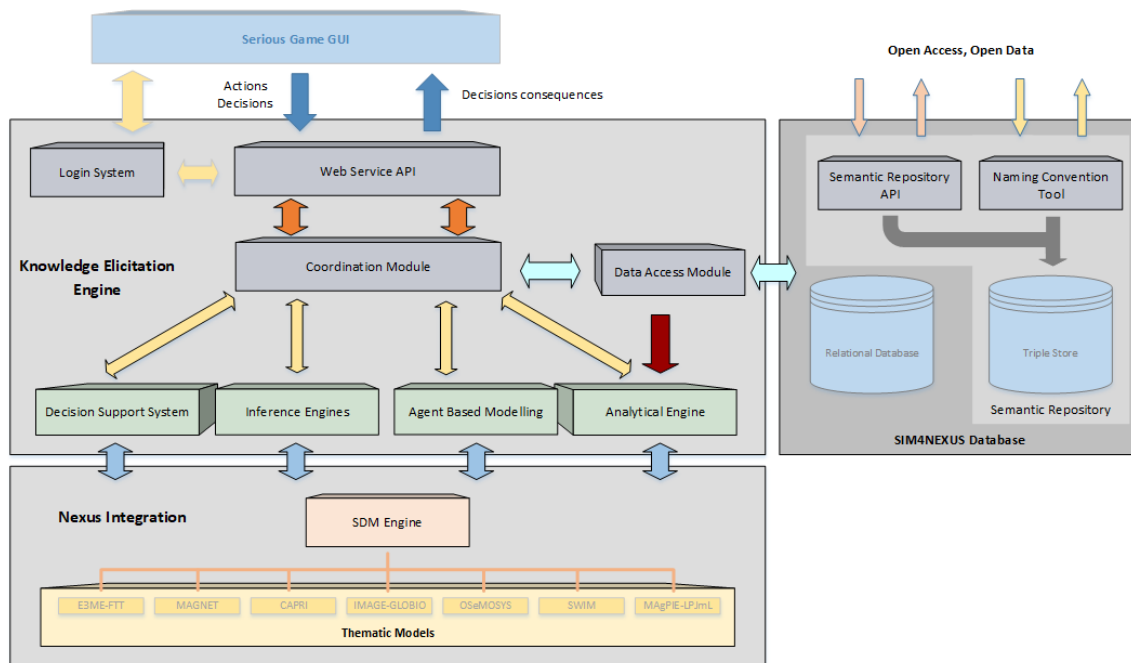 Serious Game GUI
Open Access, Open Data
Actions
Decisions
Decisions consequences
Login System
Web Service API
Semantic Repository
API
Naming Convention
Tool
Knowledge Elicitation
Engine
Coordination Module
Data Access Module
Relational Database
Triple Store
Decision Support System
Inference Engines
Agent Based Modelling
Analytical Engine
Semantic Repository
SIM4NEXUS Database
Nexus Integration
SDM Engine
E3ME-FTT
MAGNET
CAPRI
IMAGE-GLOBIO
OSeMOSYS
SWIM
MAgPIE-LPJmL
Thematic Models